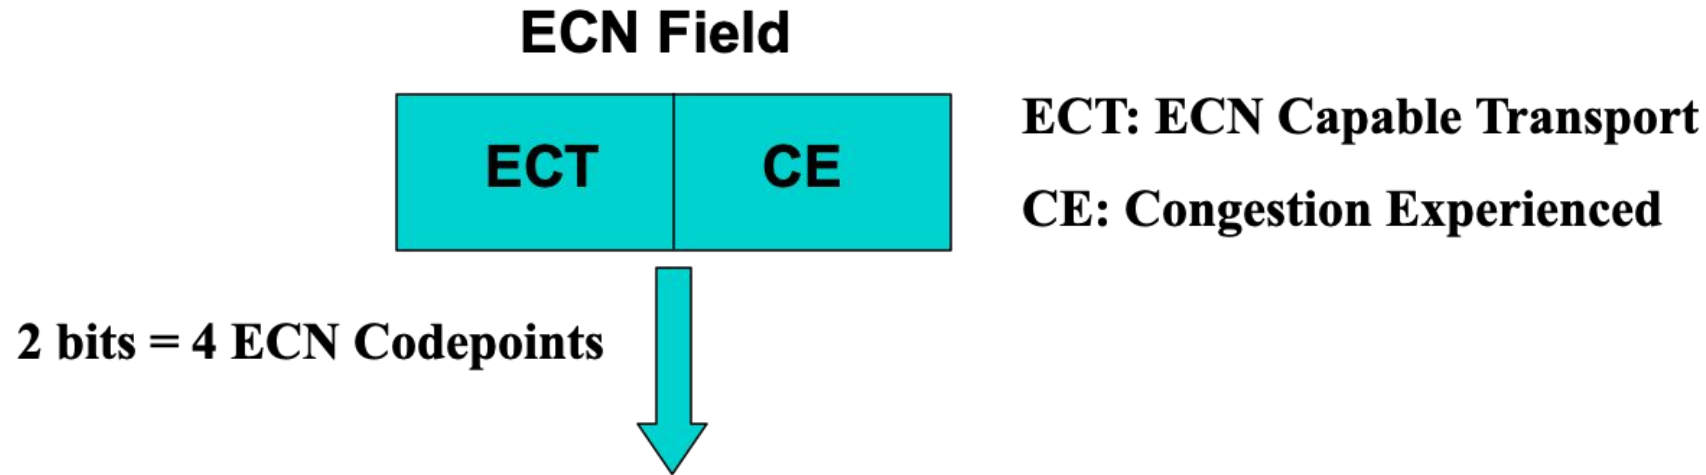 ECN Field
ECT CE
ECT: ECN Capable Transport
CE: Congestion Experienced
2 bits = 4 ECN Codepoints